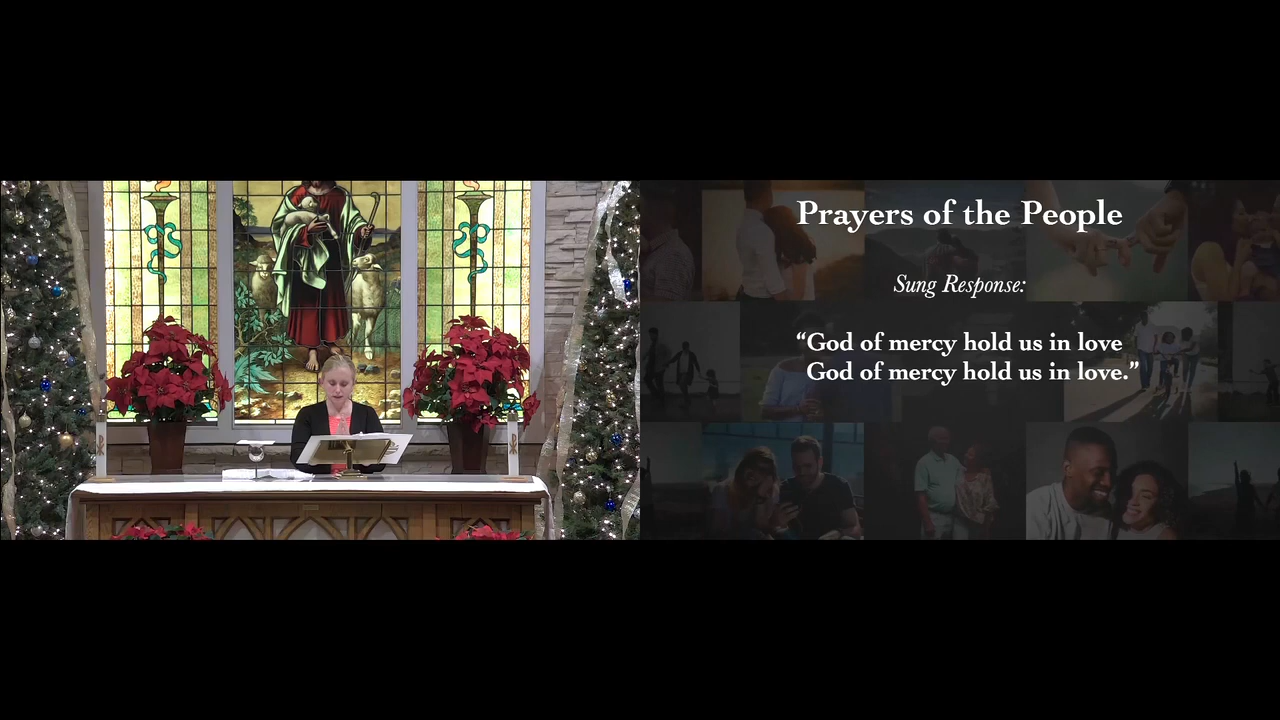 Prayers of the People
Sung Response:
“God of mercy hold us in love
God of mercy hold us in love.”